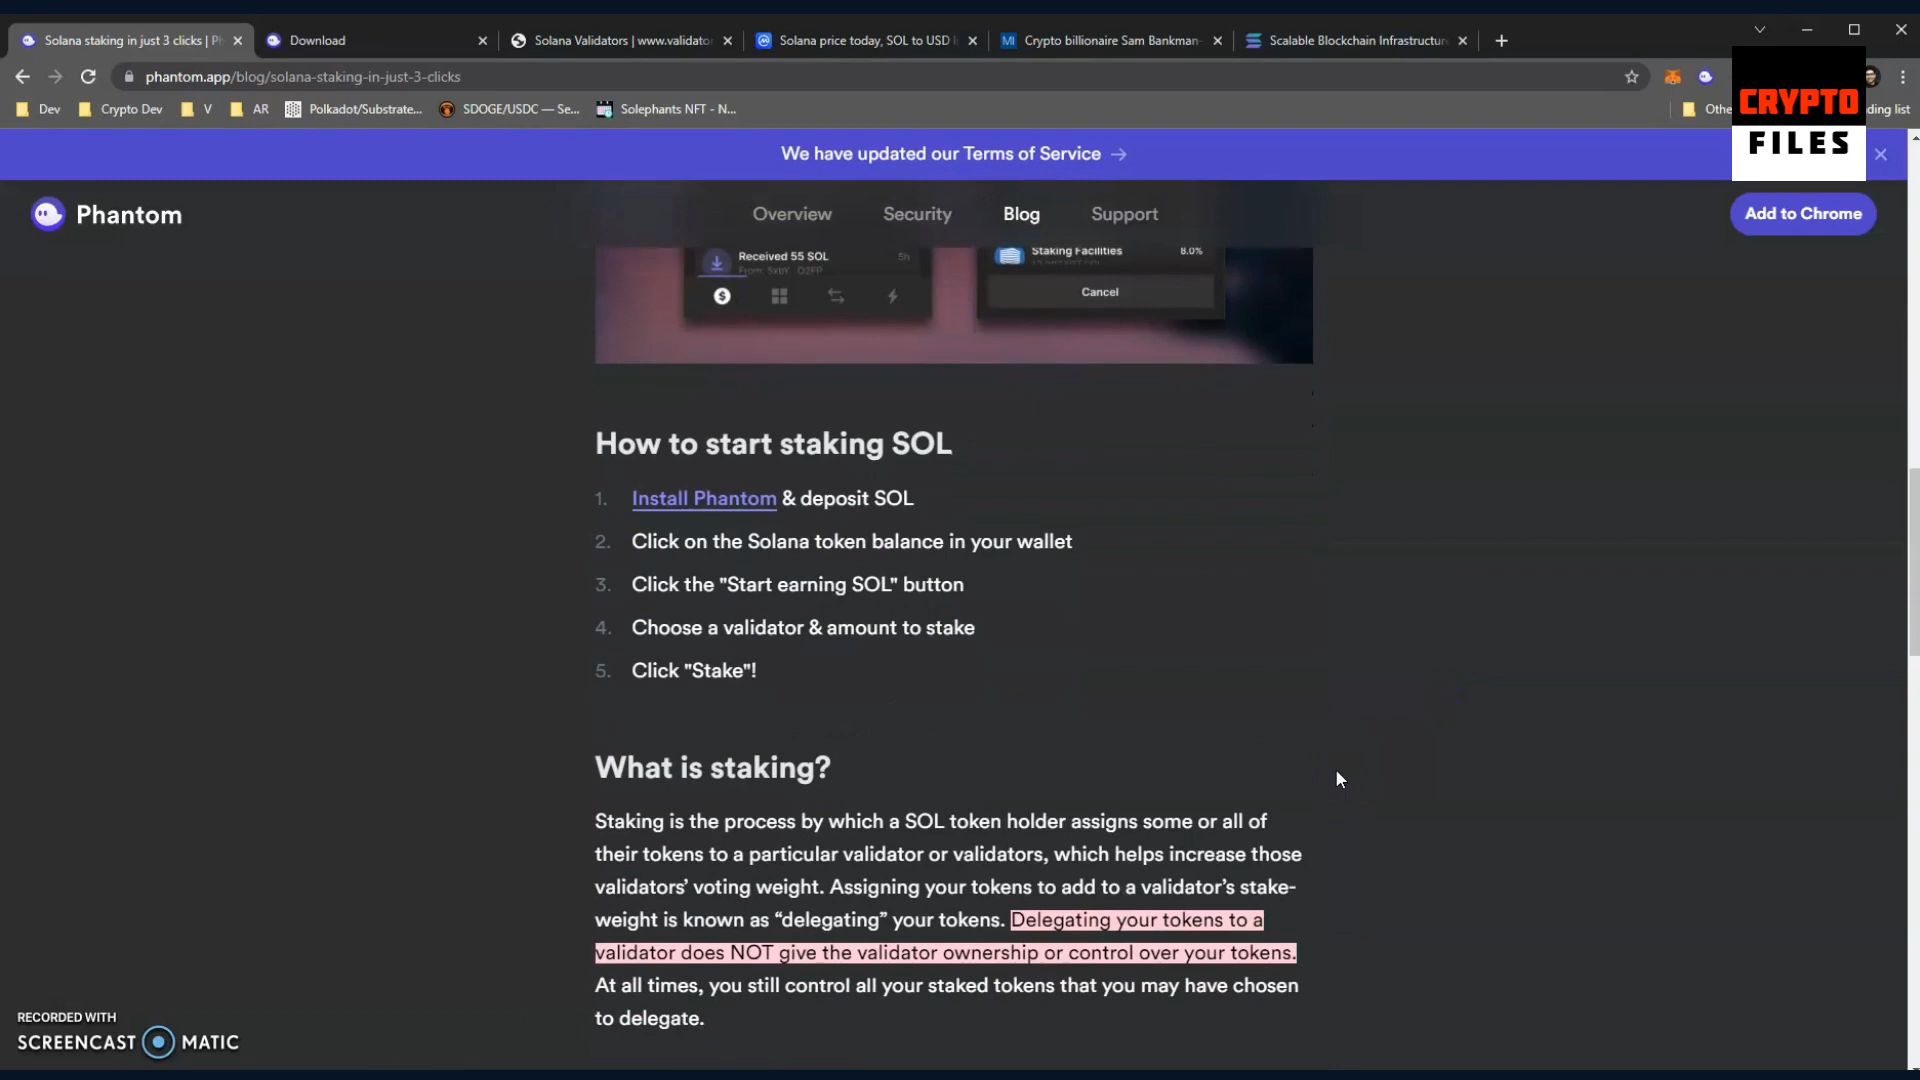 Solana staking in just 3 clicks | Ph
Download
Solana Validators | www.validator
Solana price today, SOL to USD l
Crypto billionaire Sam Bankman-
Scalable Blockchain Infrastructure
phantom.app/blog/solana-staking-in-just-3-clicks
Dev
Crypto Dev
V
AR
Polkadot/Substrate...
SDOGE/USDC — Se...
Solephants NFT - N...
ding list
CRYPTO
FILES
We have updated our Terms of Service →
Phantom
Overview
Security
Blog
Support
Add to Chrome
Received 55 SOL
5h
Staking Facilities
8.0%
Cancel
How to start staking SOL
1. Install Phantom & deposit SOL
2. Click on the Solana token balance in your wallet
3. Click the "Start earning SOL" button
4. Choose a validator & amount to stake
5. Click "Stake"!
What is staking?
Staking is the process by which a SOL token holder assigns some or all of
their tokens to a particular validator or validators, which helps increase those
validators’ voting weight. Assigning your tokens to add to a validator’s stake-
weight is known as “delegating” your tokens. Delegating your tokens to a
validator does NOT give the validator ownership or control over your tokens.
At all times, you still control all your staked tokens that you may have chosen
to delegate.
RECORDED WITH
SCREENCAST MATIC